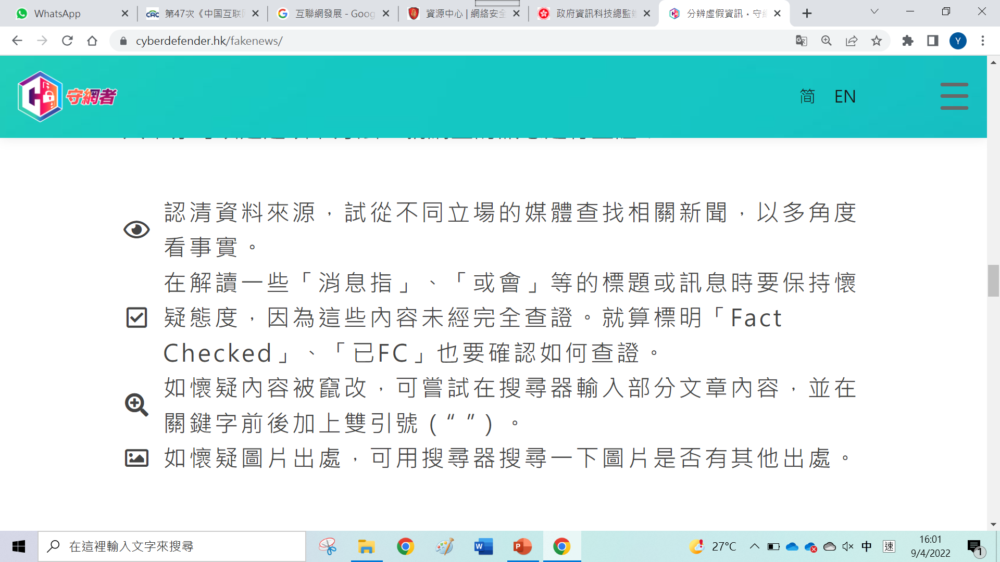 WhatsApp
第47次《中国互联
互聯網發展 - Goog
資源中心 | 網絡安全
政府資訊科技總監
分辨虛假資訊・守
cyberdefender.hk/fakenews/
Y
守網者
简 EN
認清資料來源，試從不同立場的媒體查找相關新聞，以多角度
看事實。
在解讀一些「消息指」、「或會」等的標題或訊息時要保持懷
疑態度，因為這些內容未經完全查證。就算標明「Fact
Checked」、「已FC」也要確認如何查證。
如懷疑內容被竄改，可嘗試在搜尋器輸入部分文章內容，並在
關鍵字前後加上雙引號 (“ ”) 。
如懷疑圖片出處，可用搜尋器搜尋一下圖片是否有其他出處。
在這裡輸入文字來搜尋
27°C
中
速
16:01
9/4/2022
1